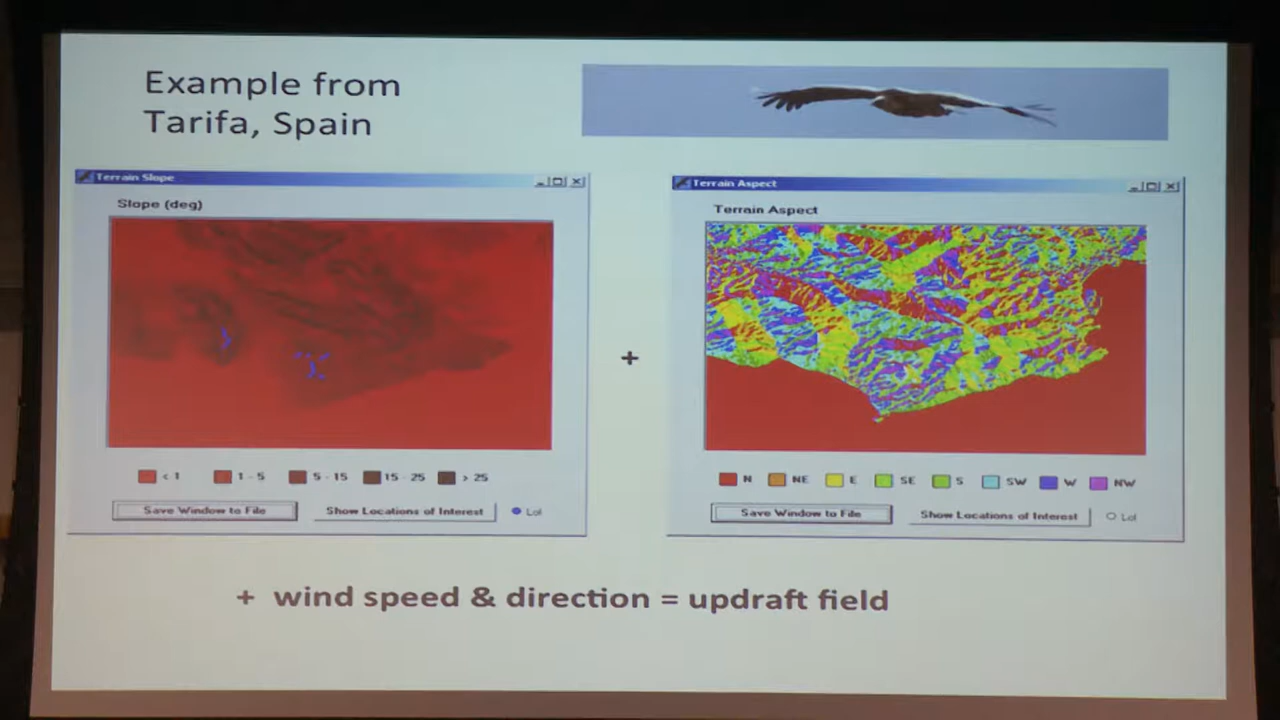 Example from
Tarifa, Spain
Terrain Slope
Slope (deg)
< 1
1 - 5
5 - 15
15 - 25
> 25
Save Window to File
Show Locations of Interest
LoI
+
Terrain Aspect
Terrain Aspect
N
NE
E
SE
S
SW
W
NW
Save Window to File
Show Locations of Interest
LoI
+ wind speed & direction = updraft field